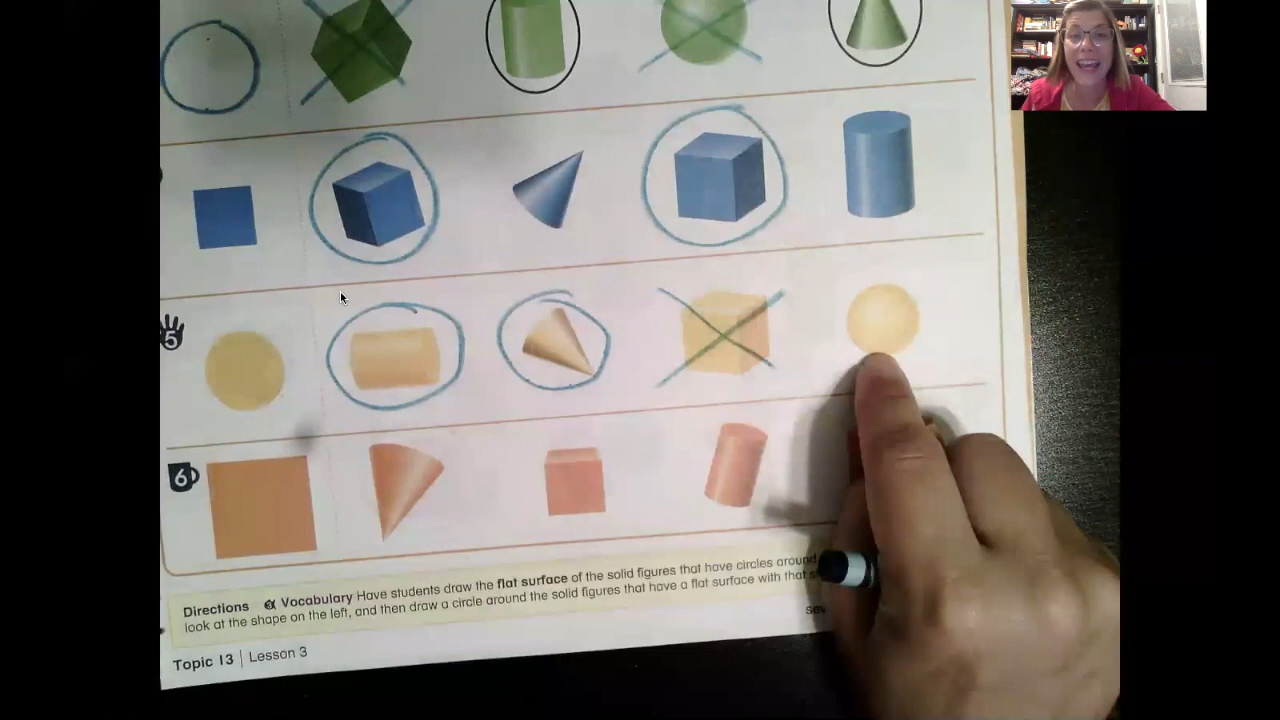 5
6
Directions Vocabulary Have students draw the flat surface of the solid figures that have circles around
look at the shape on the left, and then draw a circle around the solid figures that have a flat surface with that
Topic 13 | Lesson 3